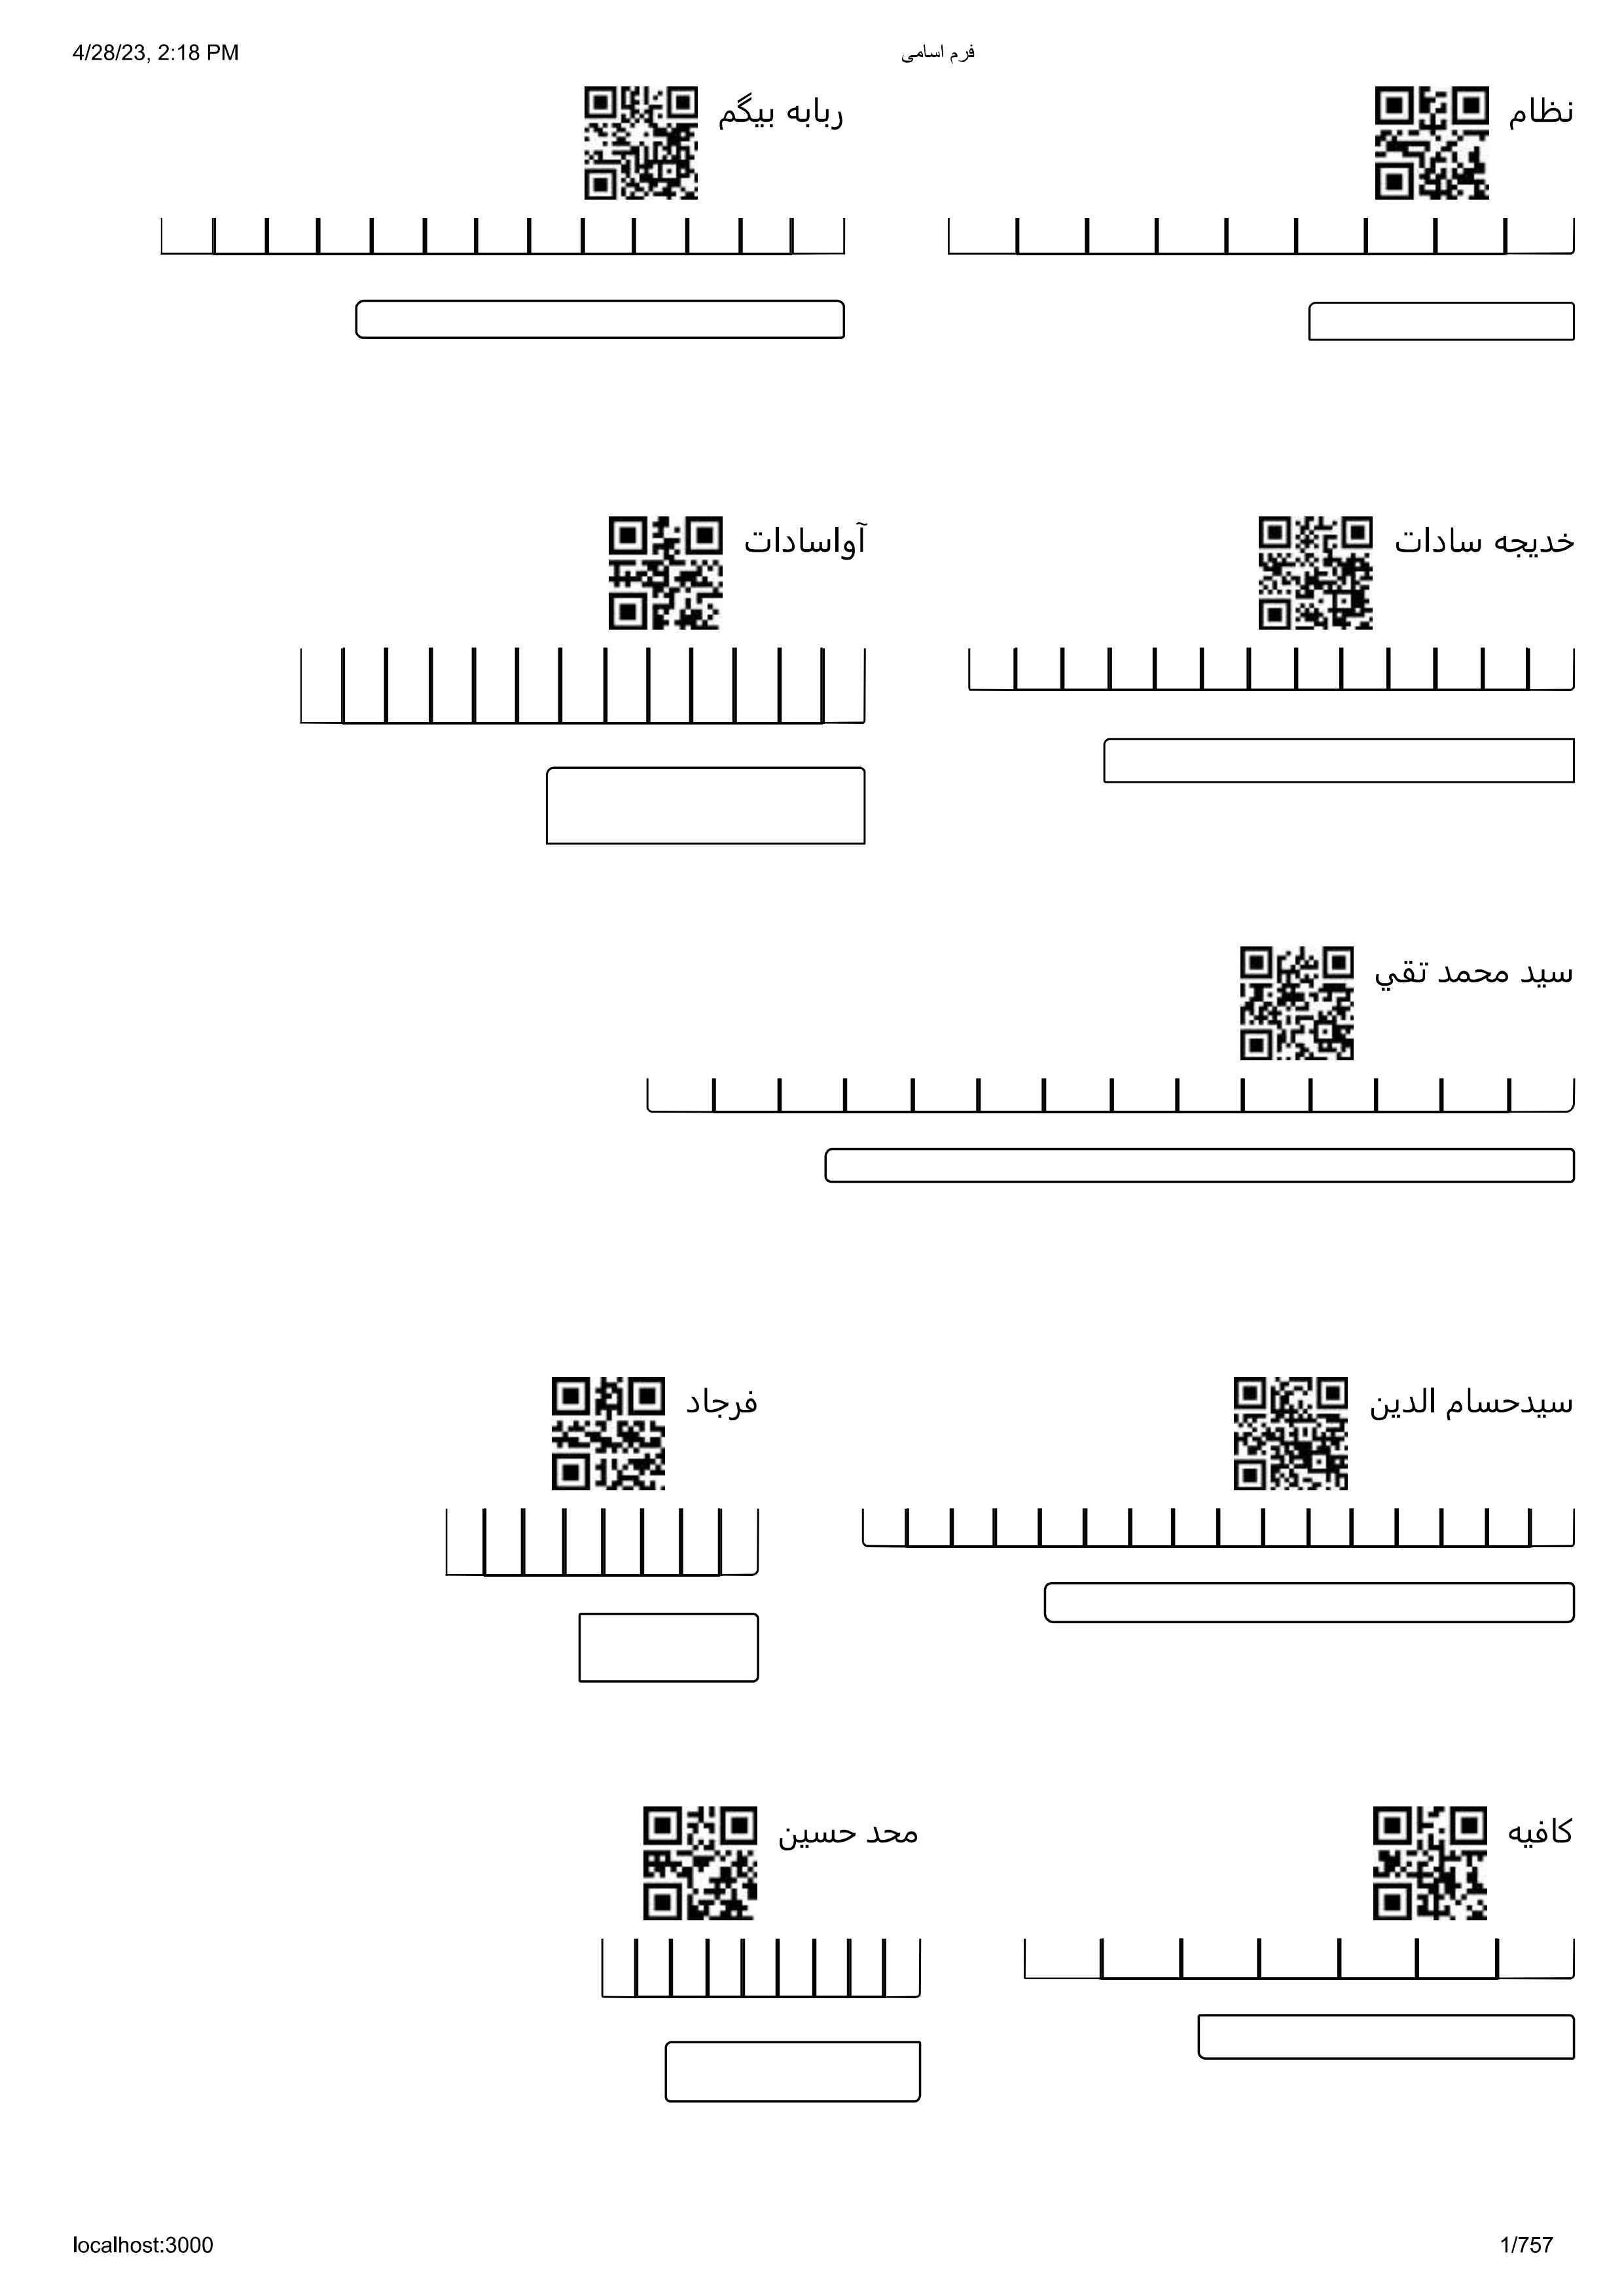 4/28/23, 2:18 PM فرم اسامی
نظام
ربابه بیگم
خدیجه سادات
آواسادات
سید محمد تقي
سیدحسام الدین
فرجاد
کافیه
محد حسین
localhost:3000 1/757